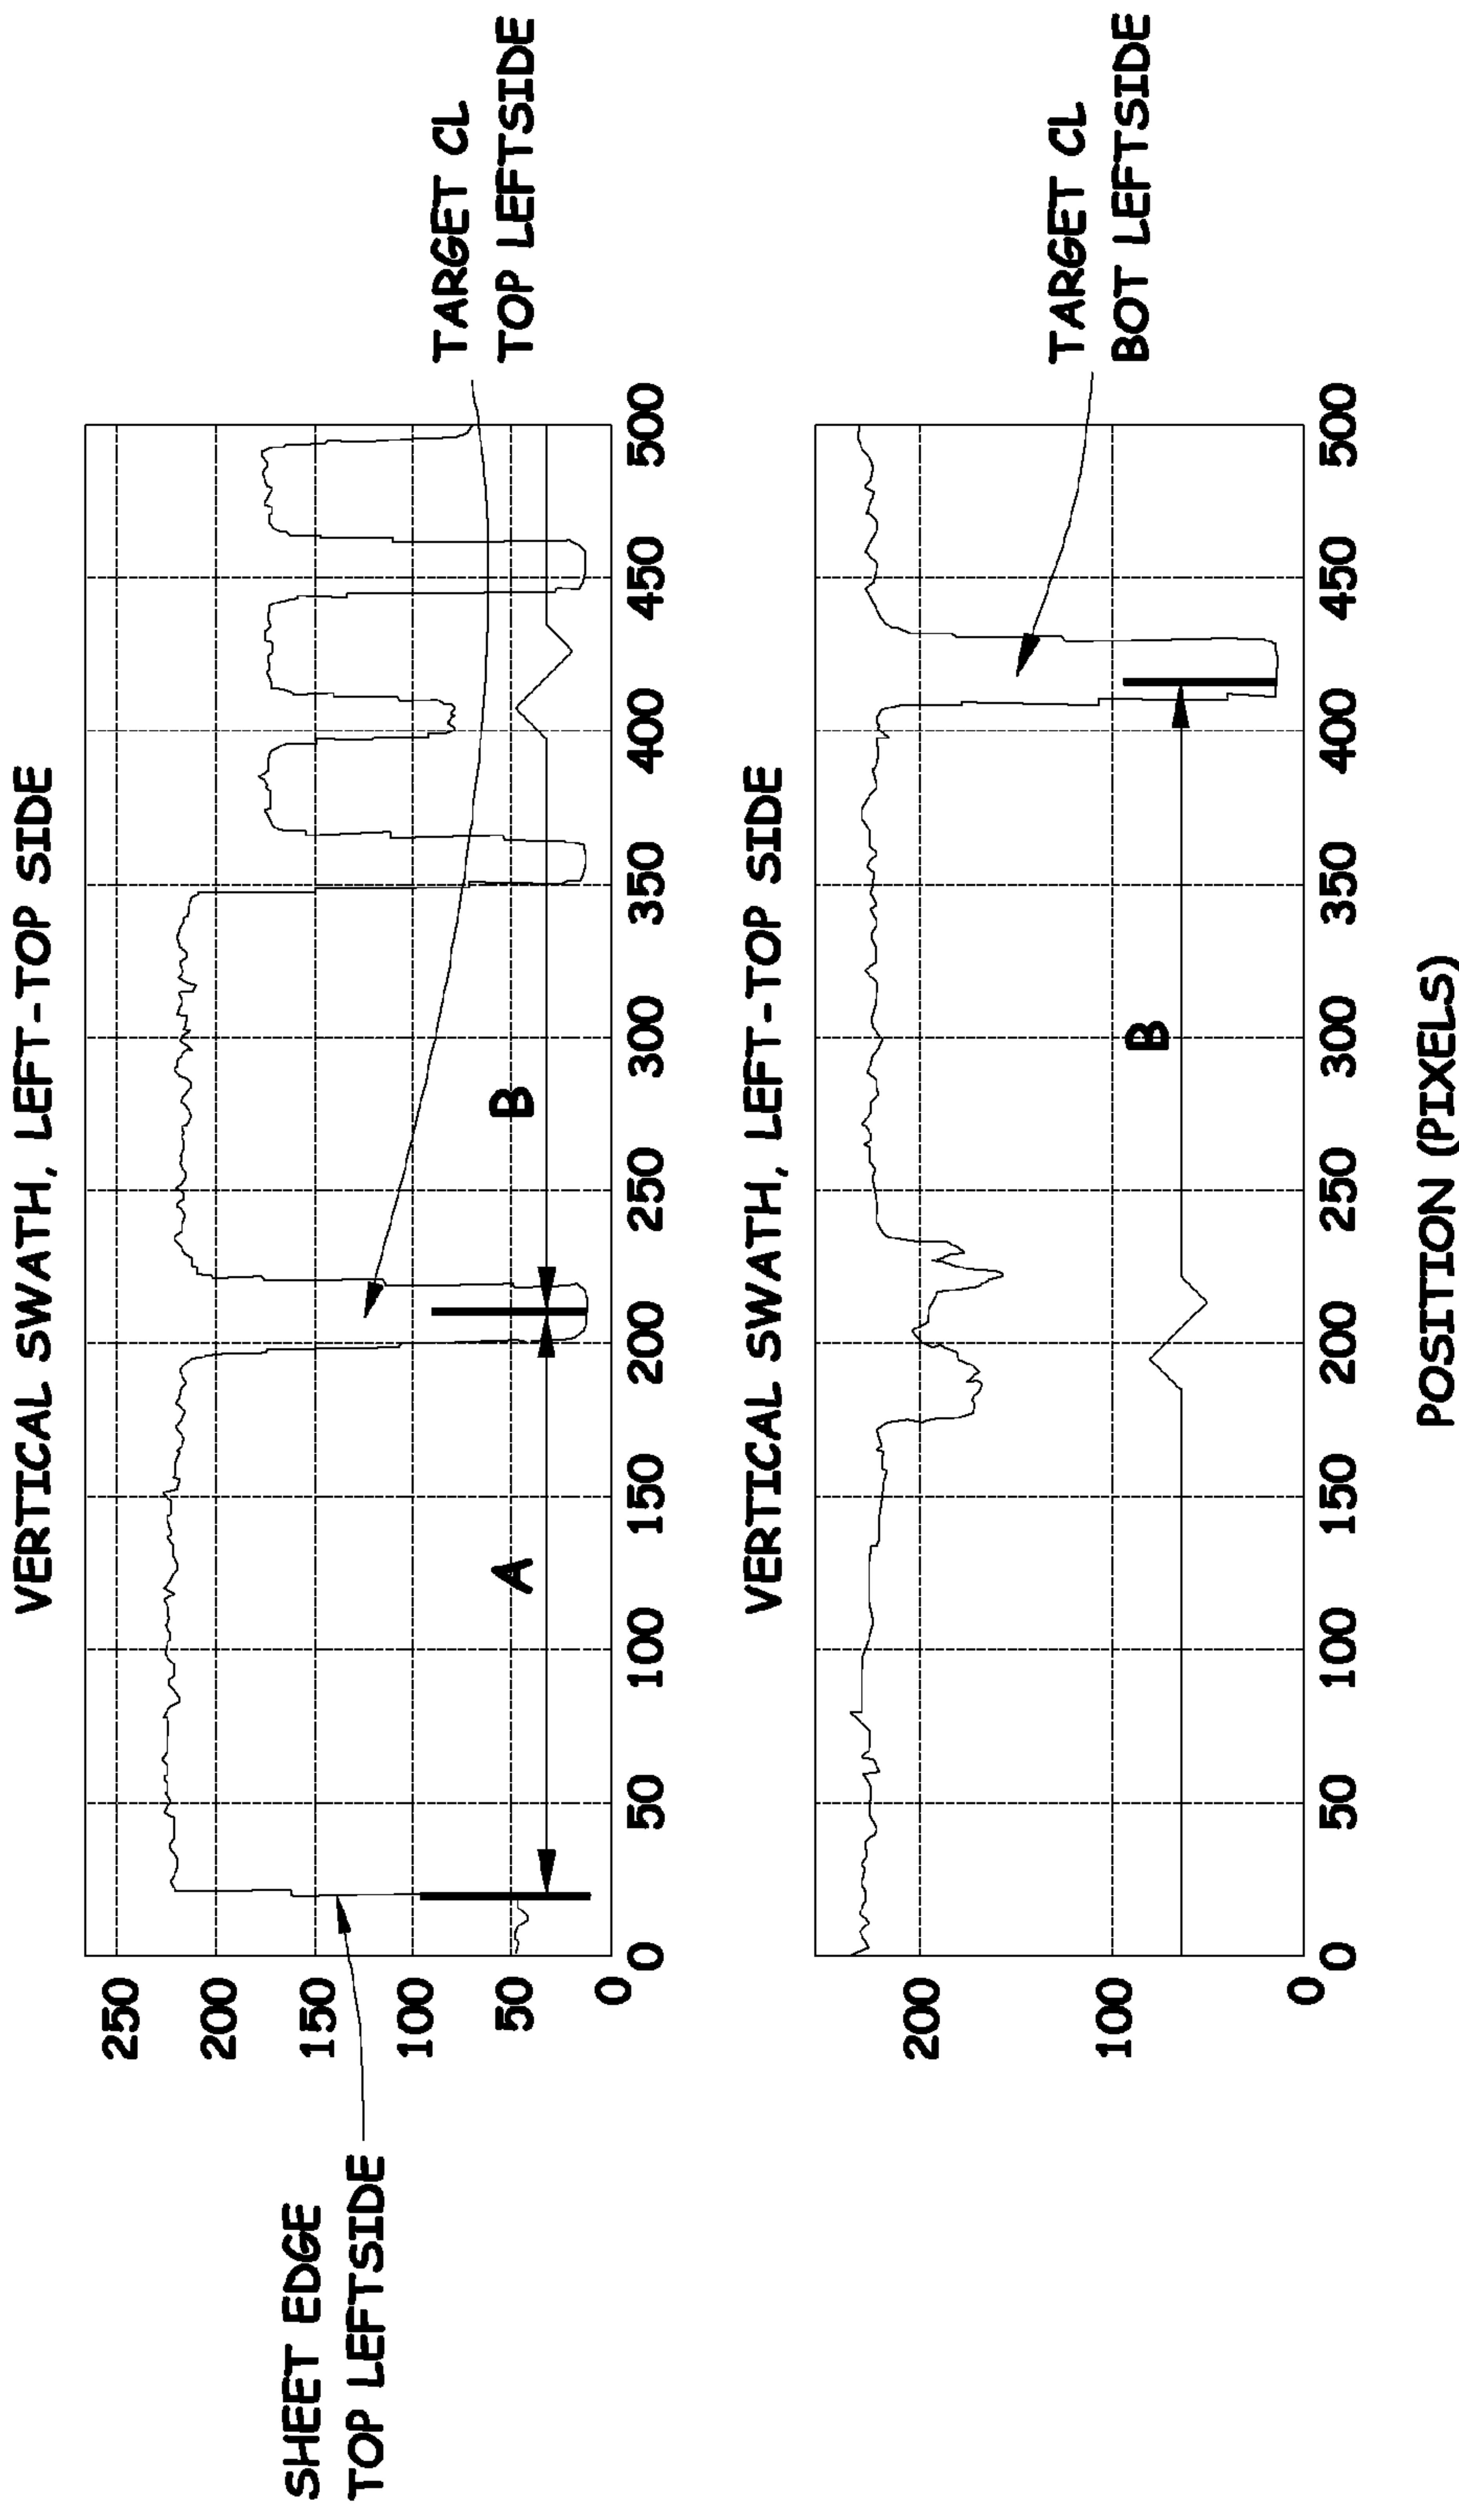 VERTICAL SWATH, LEFT-TOP SIDE
250
200
150
100
50
0
SHEET EDGE
TOP LEFTSIDE
TARGET CL
TOP LEFTSIDE
A
B
0 50 100 150 200 250 300 350 400 450 500
VERTICAL SWATH, LEFT-TOP SIDE
200
100
0
TARGET CL
BOT LEFTSIDE
B
0 50 100 150 200 250 300 350 400 450 500
POSITION (PIXELS)